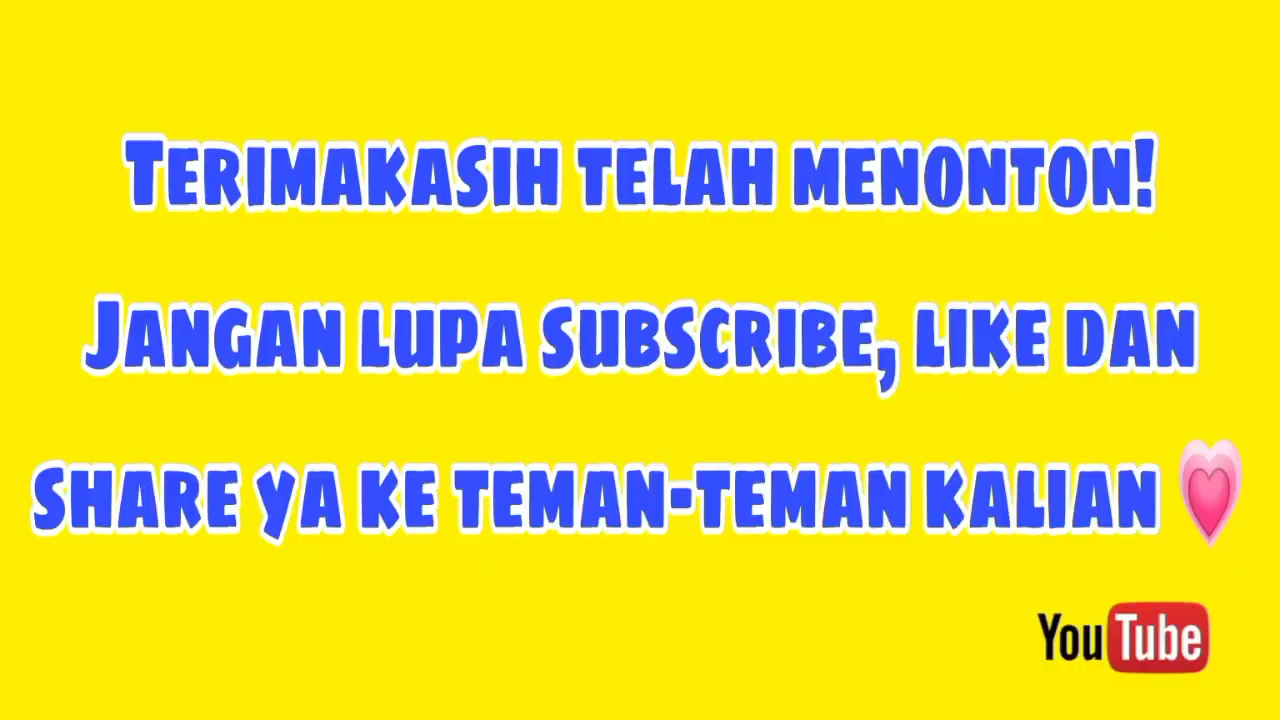 Terimakasih telah menonton!
Jangan lupa subscribe, like dan
share ya ke teman-teman kalian 💗
YouTube